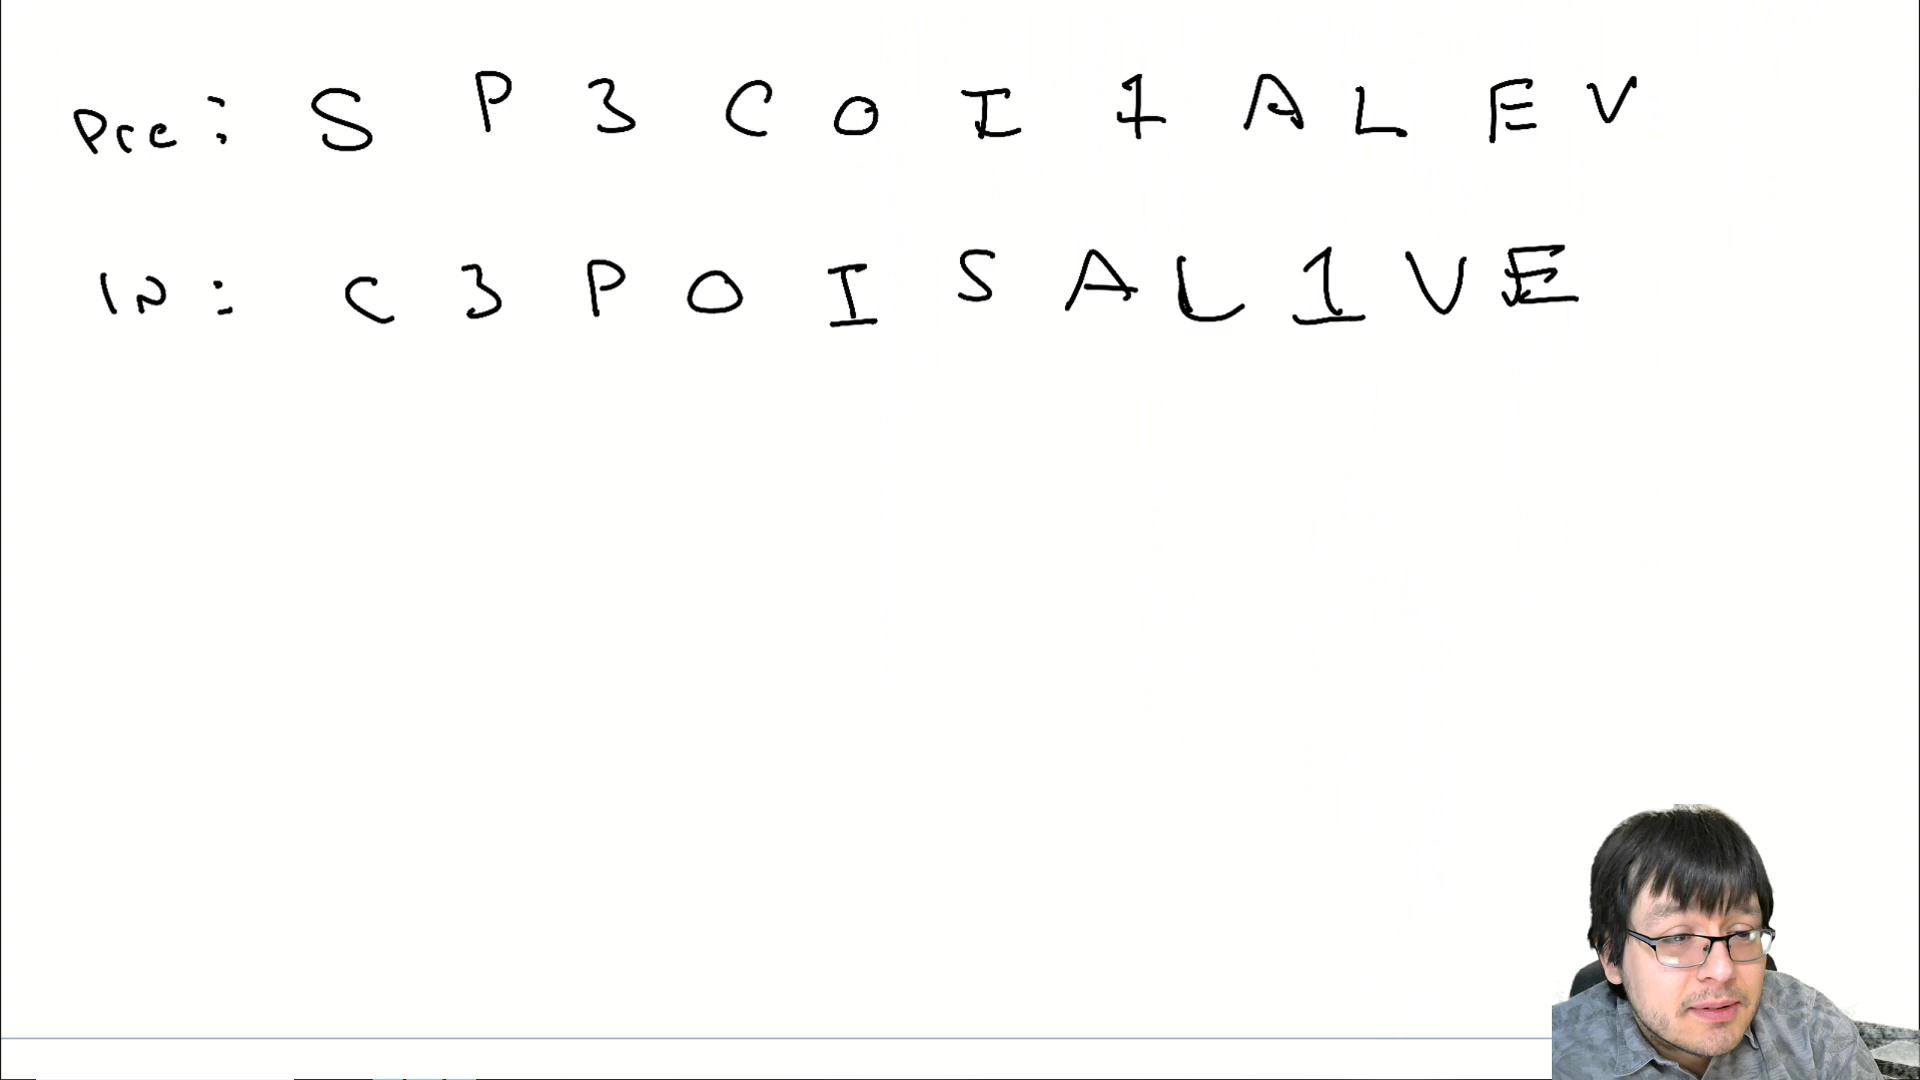 Pre: S P 3 C O I 1 A L E V
IN: C 3 P O I S A L 1 V E